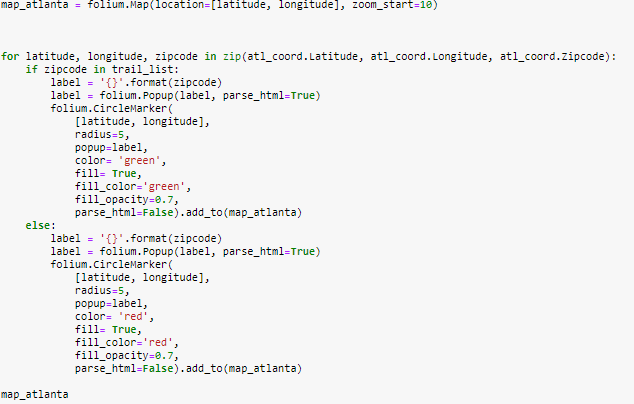 map_atlanta = folium.Map(location=[latitude, longitude], zoom_start=10)
for latitude, longitude, zipcode in zip(atl_coord.Latitude, atl_coord.Longitude, atl_coord.Zipcode):
    if zipcode in trail_list:
        label = '{}'.format(zipcode)
        label = folium.Popup(label, parse_html=True)
        folium.CircleMarker(
            [latitude, longitude],
            radius=5,
            popup=label,
            color= 'green',
            fill= True,
            fill_color='green',
            fill_opacity=0.7,
            parse_html=False).add_to(map_atlanta)
    else:
        label = '{}'.format(zipcode)
        label = folium.Popup(label, parse_html=True)
        folium.CircleMarker(
            [latitude, longitude],
            radius=5,
            popup=label,
            color= 'red',
            fill= True,
            fill_color='red',
            fill_opacity=0.7,
            parse_html=False).add_to(map_atlanta)
map_atlanta